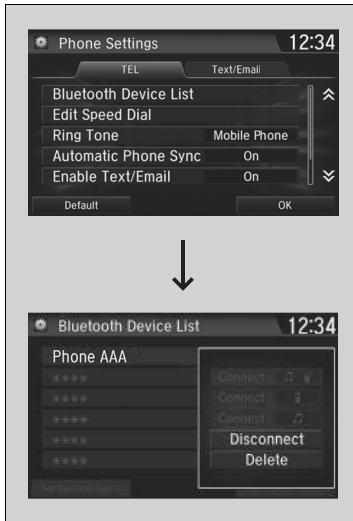 Phone Settings 12:34
TEL Text/Email
Bluetooth Device List
Edit Speed Dial
Ring Tone Mobile Phone
Automatic Phone Sync On
Enable Text/Email On
Default OK
Bluetooth Device List 12:34
Phone AAA
****
Connect
****
Connect
****
Connect
****
Disconnect
****
Delete